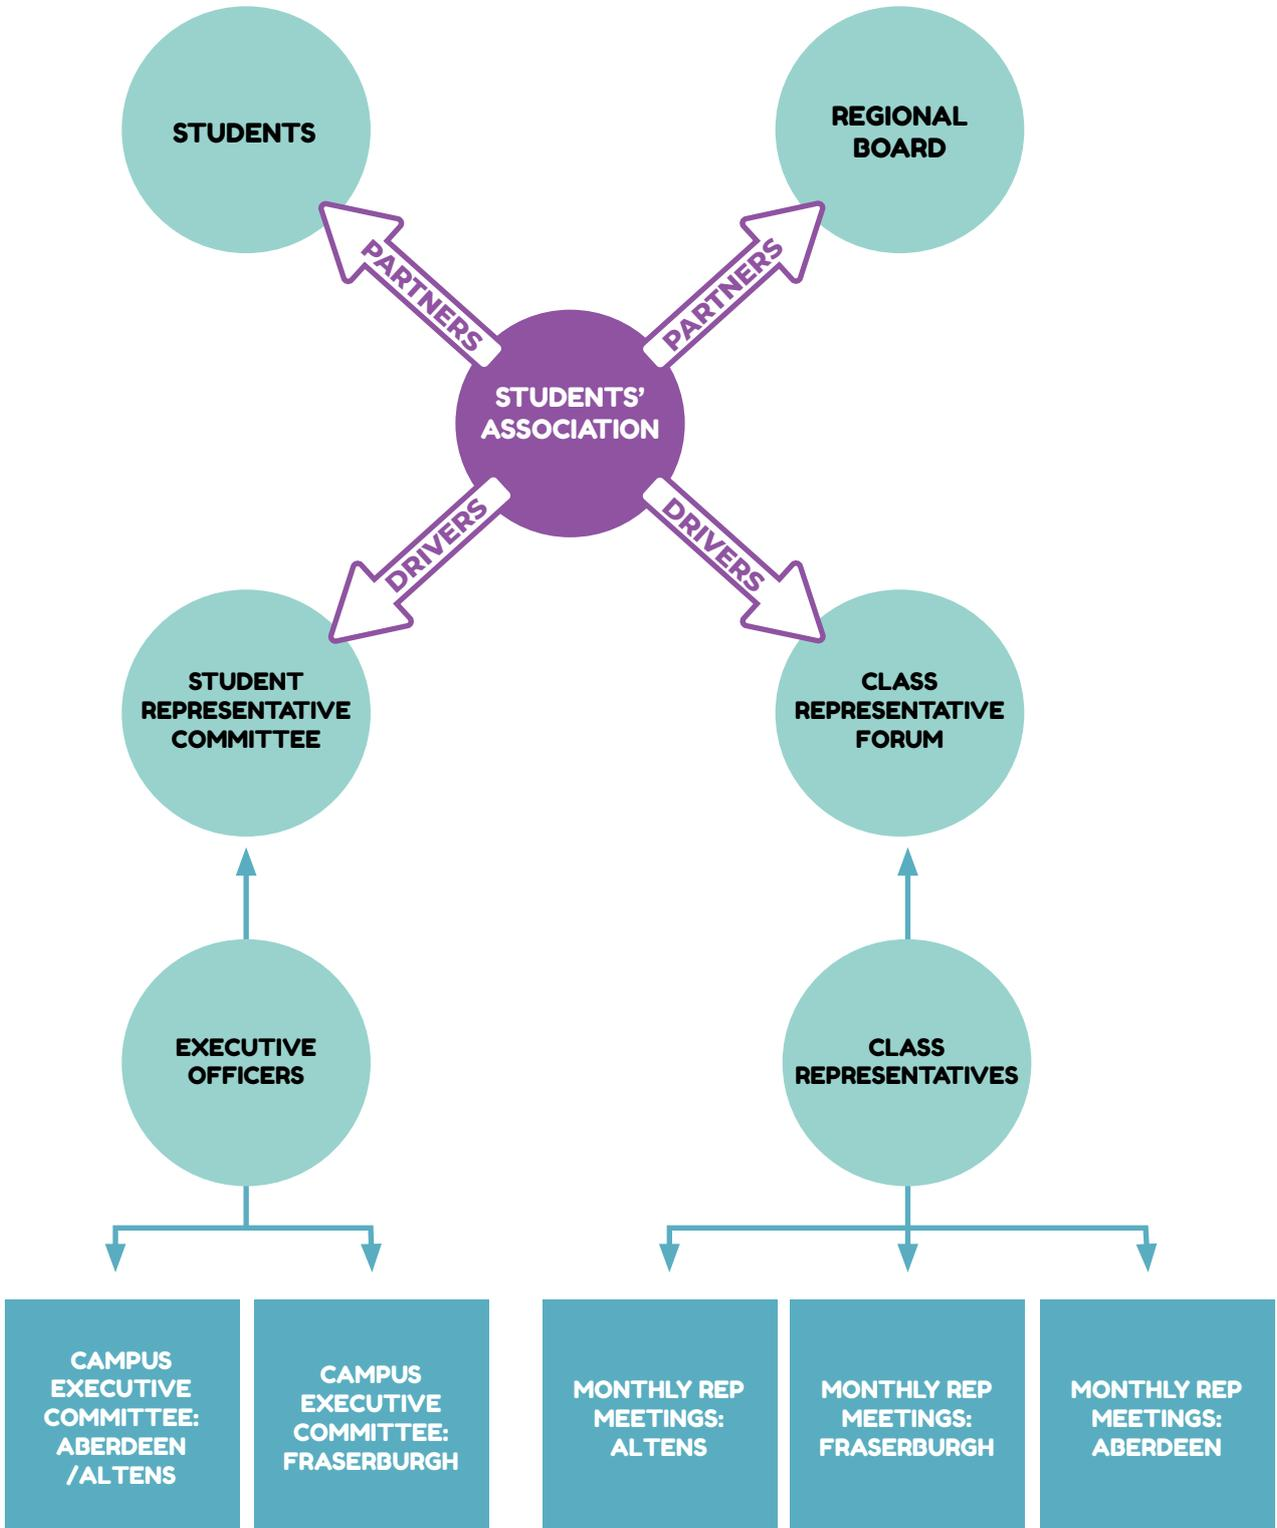 STUDENTS
REGIONAL
BOARD
PARTNERS
PARTNERS
STUDENTS’
ASSOCIATION
DRIVERS
DRIVERS
STUDENT
REPRESENTATIVE
COMMITTEE
CLASS
REPRESENTATIVE
FORUM
EXECUTIVE
OFFICERS
CLASS
REPRESENTATIVES
CAMPUS
EXECUTIVE
COMMITTEE:
ABERDEEN
/ALTENS
CAMPUS
EXECUTIVE
COMMITTEE:
FRASERBURGH
MONTHLY REP
MEETINGS:
ALTENS
MONTHLY REP
MEETINGS:
FRASERBURGH
MONTHLY REP
MEETINGS:
ABERDEEN